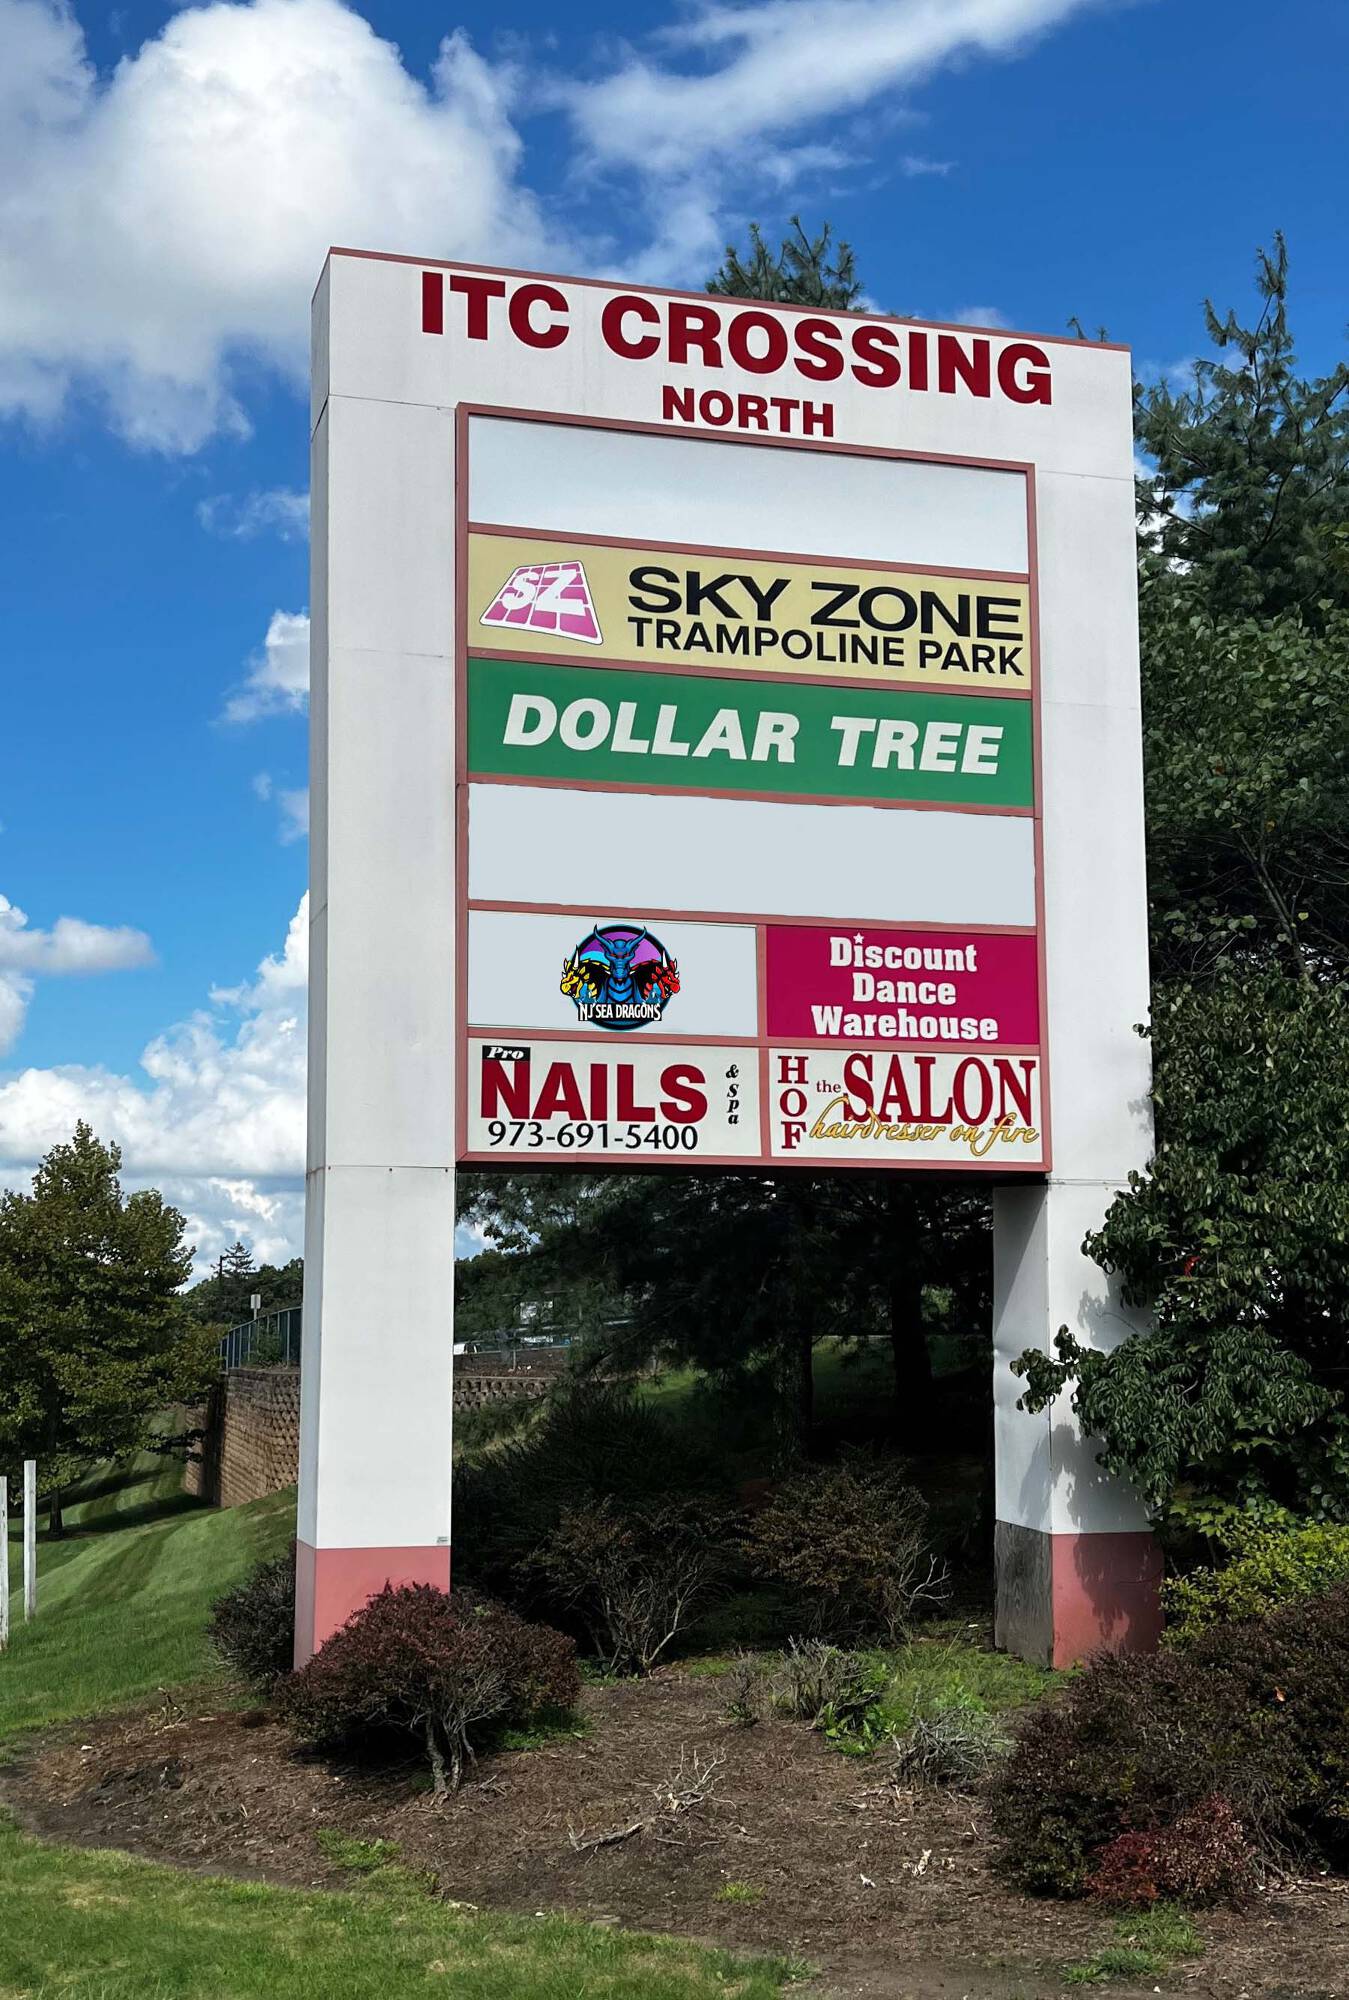 ITC CROSSING
NORTH
SZ
SKY ZONE
TRAMPOLINE PARK
DOLLAR TREE
NJ SEA DRAGONS
Discount
Dance
Warehouse
Pro
NAILS
& Spa
973-691-5400
HOF
the SALON
hairdresser on fire